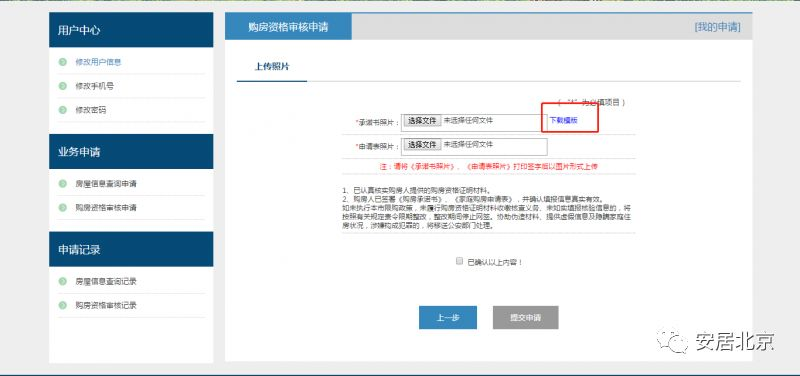 用户中心
修改用户信息
修改手机号
修改密码
业务申请
房屋信息查询申请
购房资格审核申请
申请记录
房屋信息查询记录
购房资格审核记录
购房资格审核申请
[我的申请]
上传照片
（ “*” 为必填项目 ）
*承诺书照片： 选择文件 未选择任何文件 下载模版
*申请表照片： 选择文件 未选择任何文件
注：请将《承诺书照片》、《申请表照片》打印签字后以图片形式上传
1、已认真核实购房人提供的购房资格证明材料。
2、购房人已签署《购房承诺书》、《家庭购房申请表》，并确认填报信息真实有效。
如未执行本市限购政策，未履行购房资格证明材料收缴核查义务、未如实填报核验信息的，将
按照有关规定责令限期整改，整改期间停止网签。协助伪造材料、提供虚假信息及隐瞒家庭住
房状况，涉嫌构成犯罪的，将移送公安部门处理。
已确认以上内容！
上一步
提交申请
安居北京